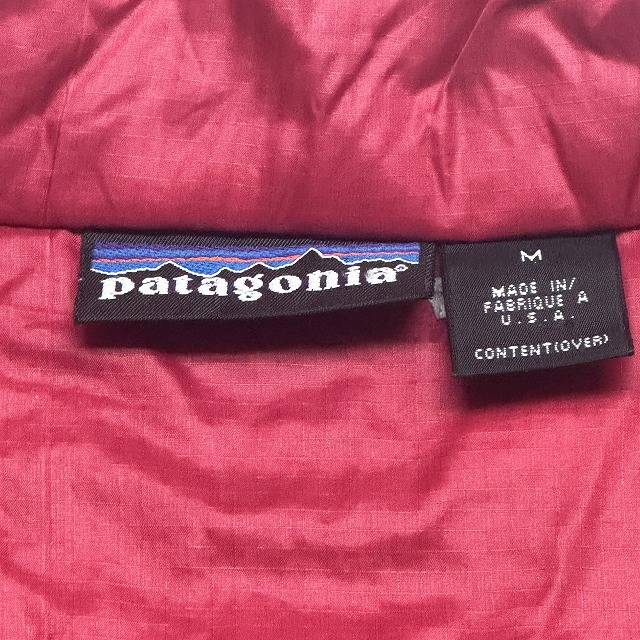 patagonia®
M
MADE IN/
FABRIQUE A
U.S.A.
CONTENT(OVER)